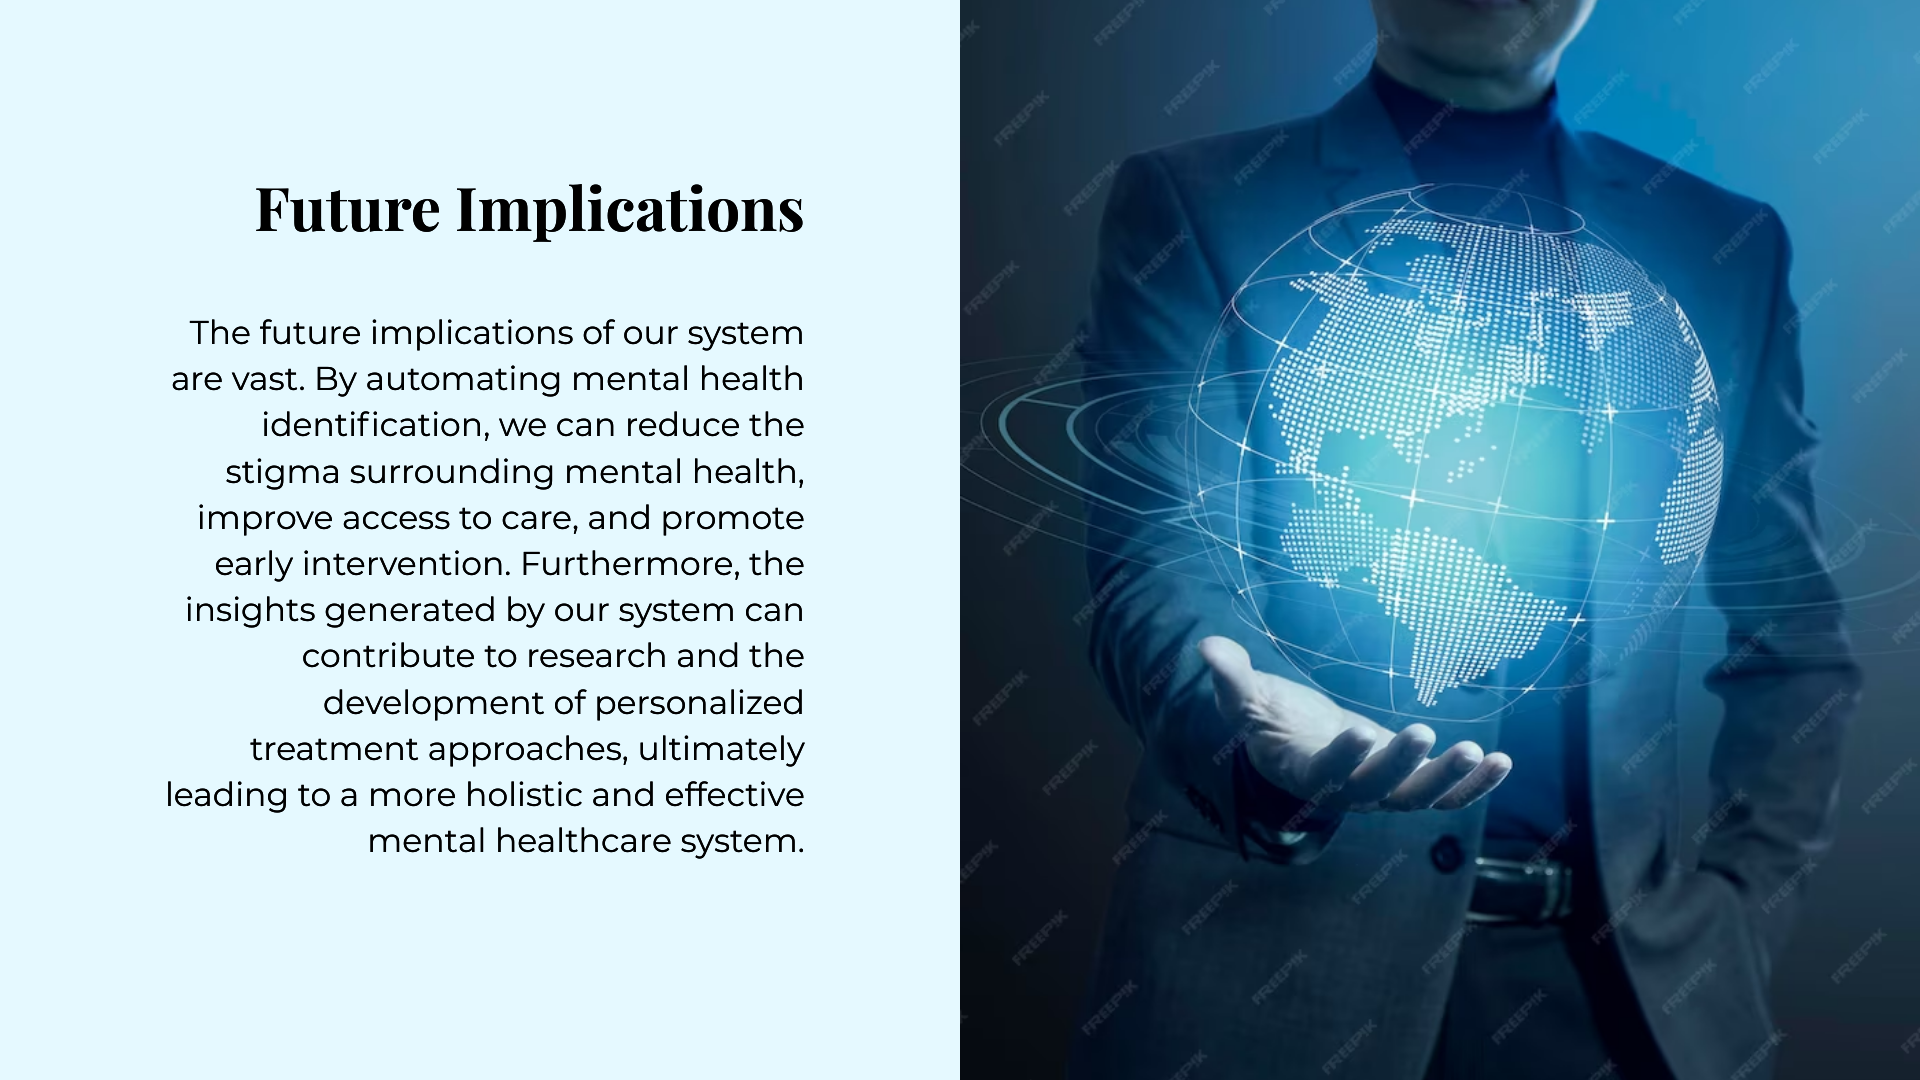 Future Implications
The future implications of our system
are vast. By automating mental health
identification, we can reduce the
stigma surrounding mental health,
improve access to care, and promote
early intervention. Furthermore, the
insights generated by our system can
contribute to research and the
development of personalized
treatment approaches, ultimately
leading to a more holistic and effective
mental healthcare system.
FREEPIK